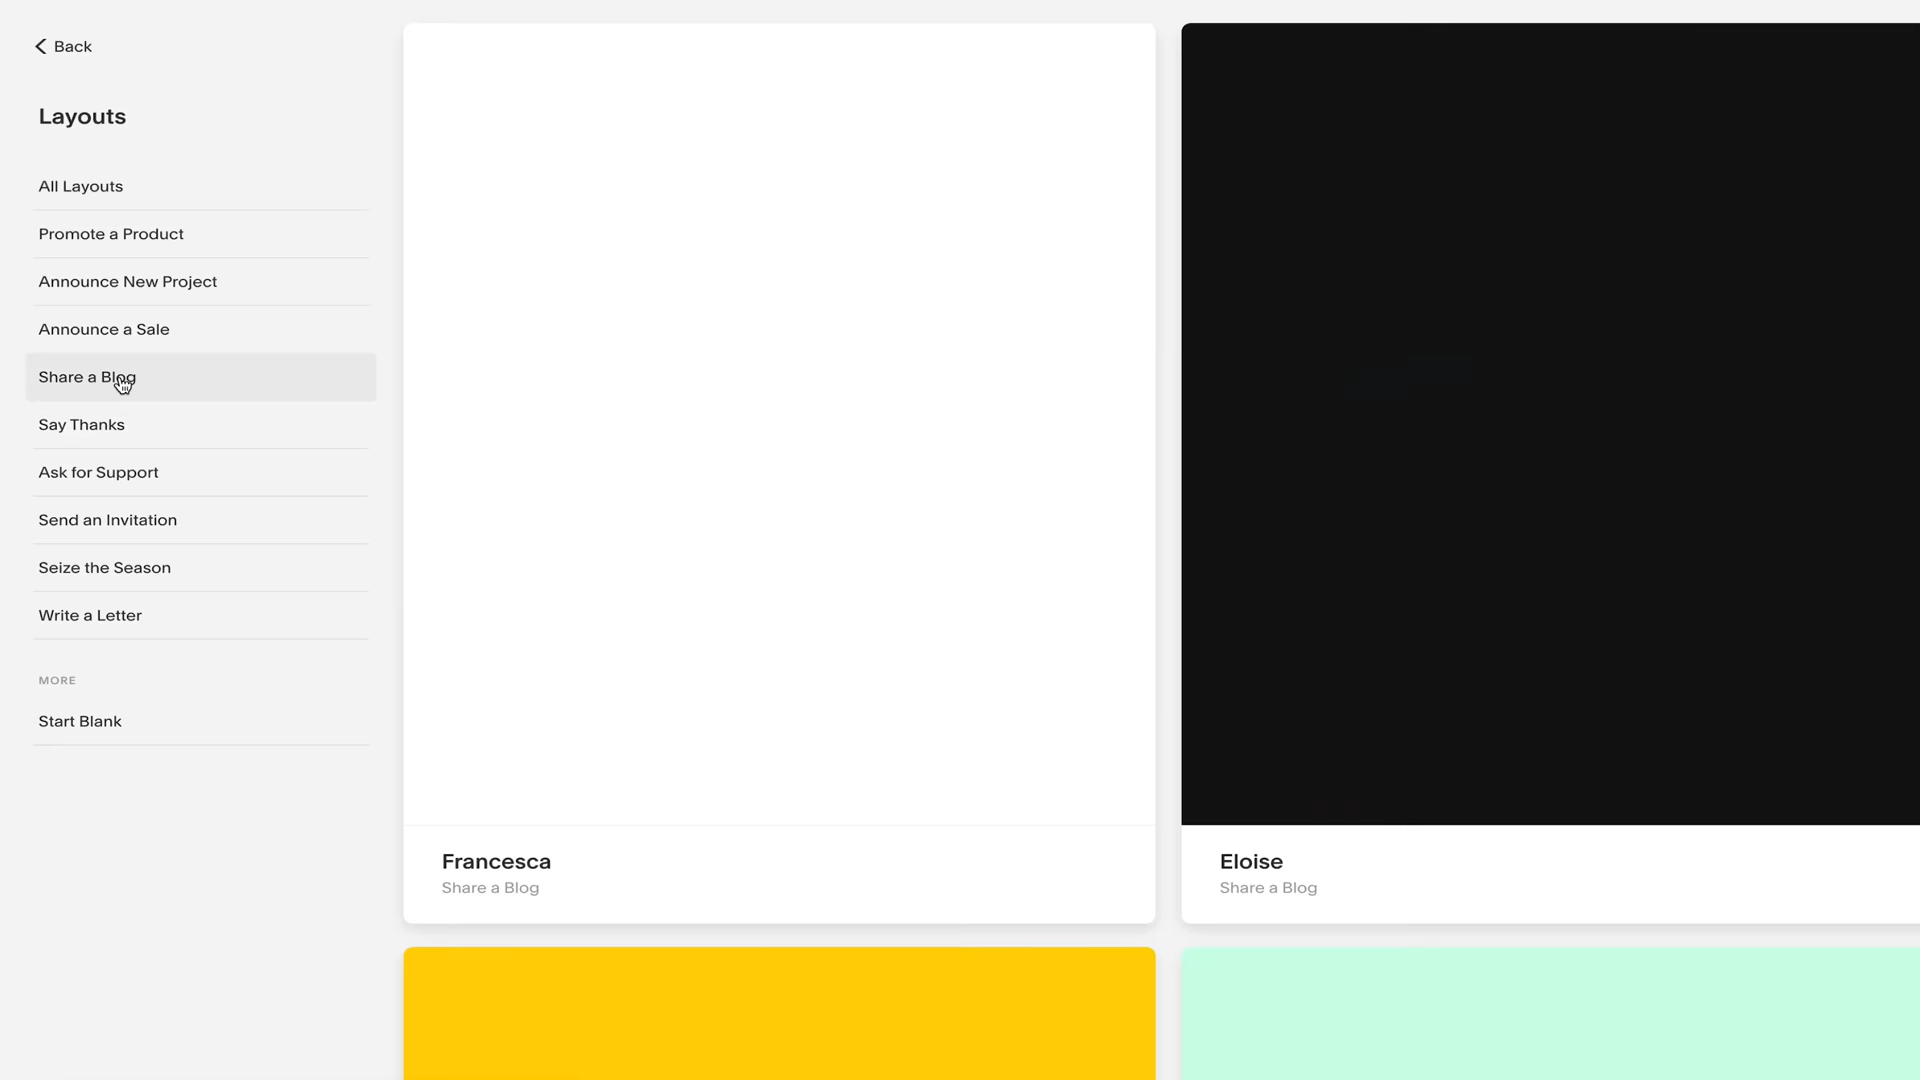 Back
Layouts
All Layouts
Promote a Product
Announce New Project
Announce a Sale
Share a Blog
Say Thanks
Ask for Support
Send an Invitation
Seize the Season
Write a Letter
MORE
Start Blank
Francesca
Share a Blog
Eloise
Share a Blog